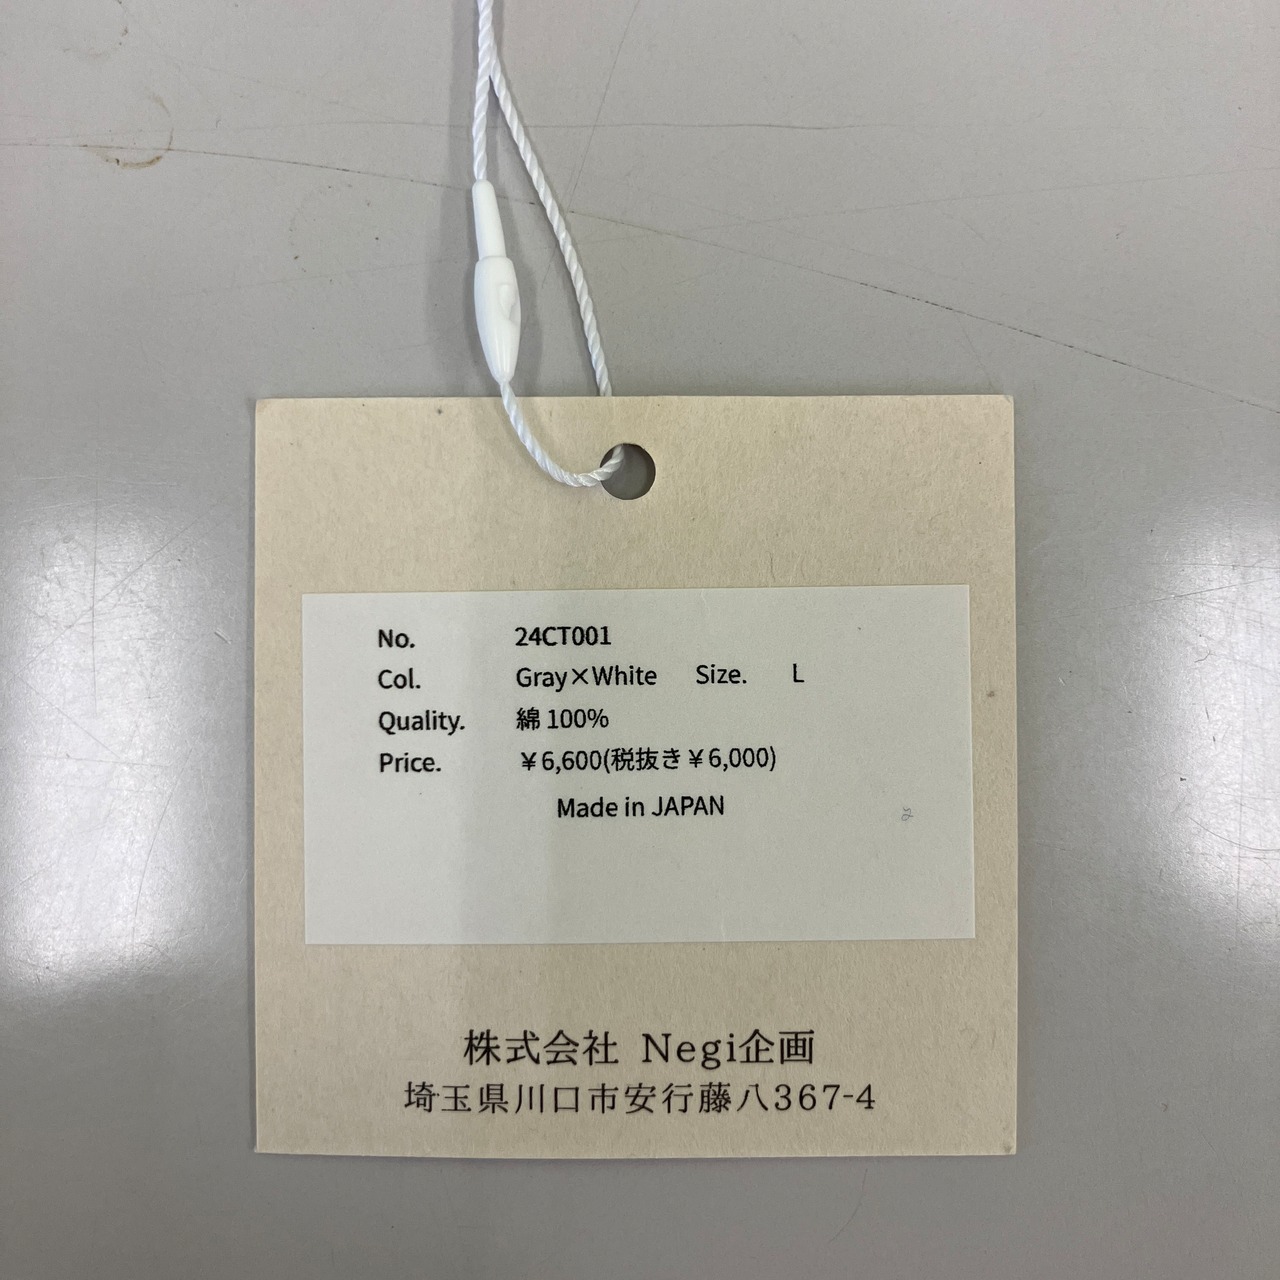 No. 24CT001
Col. Gray×White Size. L
Quality. 綿 100%
Price. ￥6,600(税抜き￥6,000)
Made in JAPAN
株式会社 Negi企画
埼玉県川口市安行藤八367-4